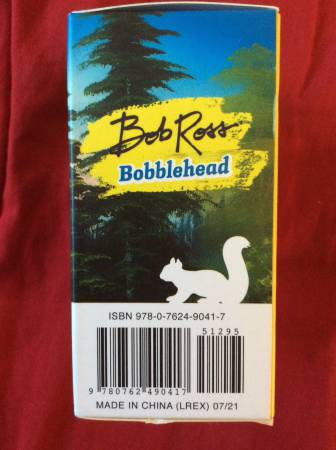 Bob Ross
Bobblehead
ISBN 978-0-7624-9041-7
51295
9 780762 490417
MADE IN CHINA (LREX) 07/21